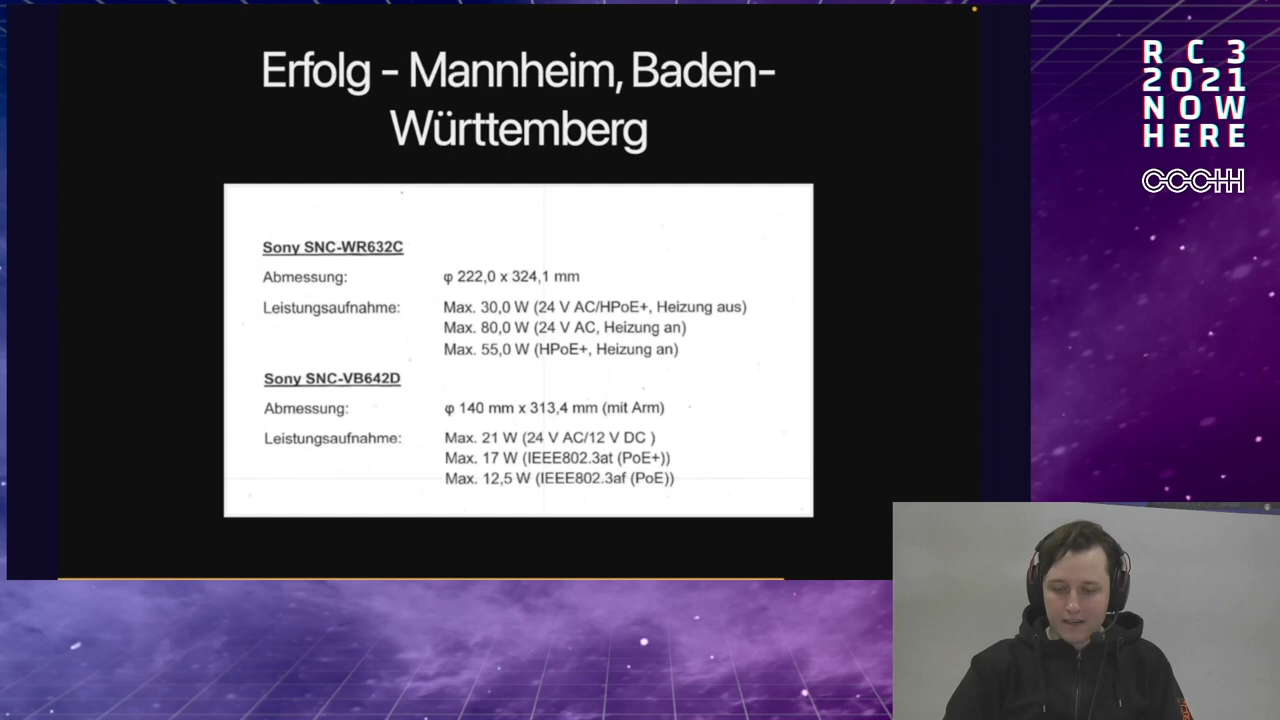 Erfolg - Mannheim, Baden-
Württemberg
Sony SNC-WR632C
Abmessung: φ 222,0 x 324,1 mm
Leistungsaufnahme: Max. 30,0 W (24 V AC/HPoE+, Heizung aus)
Max. 80,0 W (24 V AC, Heizung an)
Max. 55,0 W (HPoE+, Heizung an)
Sony SNC-VB642D
Abmessung: φ 140 mm x 313,4 mm (mit Arm)
Leistungsaufnahme: Max. 21 W (24 V AC/12 V DC )
Max. 17 W (IEEE802.3at (PoE+))
Max. 12,5 W (IEEE802.3af (PoE))
R C 3
2021
NOW
HERE
CCCHH